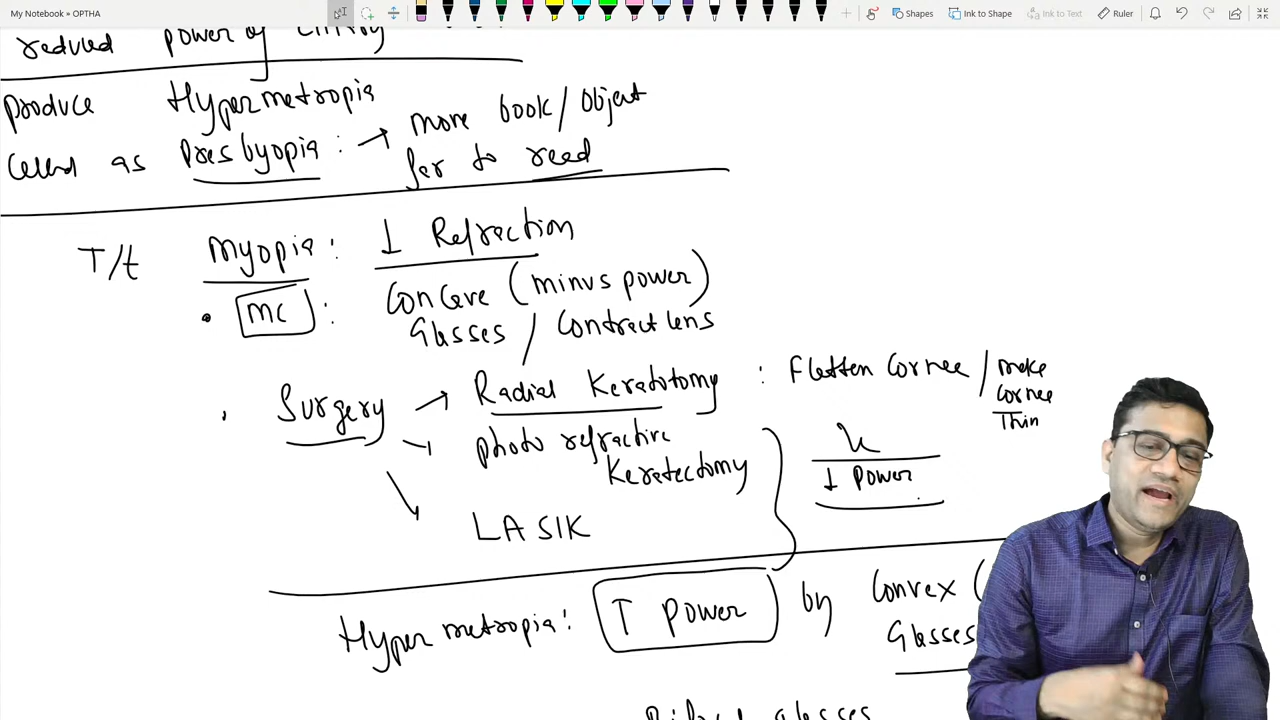 My Notebook » OPTHA
Shapes
Ink to Shape
Ink to Text
Ruler
reduced power of
produce Hypermetropia
as Presbyopia : → more book / object
far to read
T/t myopia : ↓ Refraction
• MC : Concave (minus power)
Glasses / Contract lens
• Surgery → Radial Keratotomy : Flatten Cornea / make
cornea
Thin
→ photo refractive
Keratectomy
↓ Power
→ LASIK
Hypermetropia : ↑ power by Convex (
Glasses
Glasses